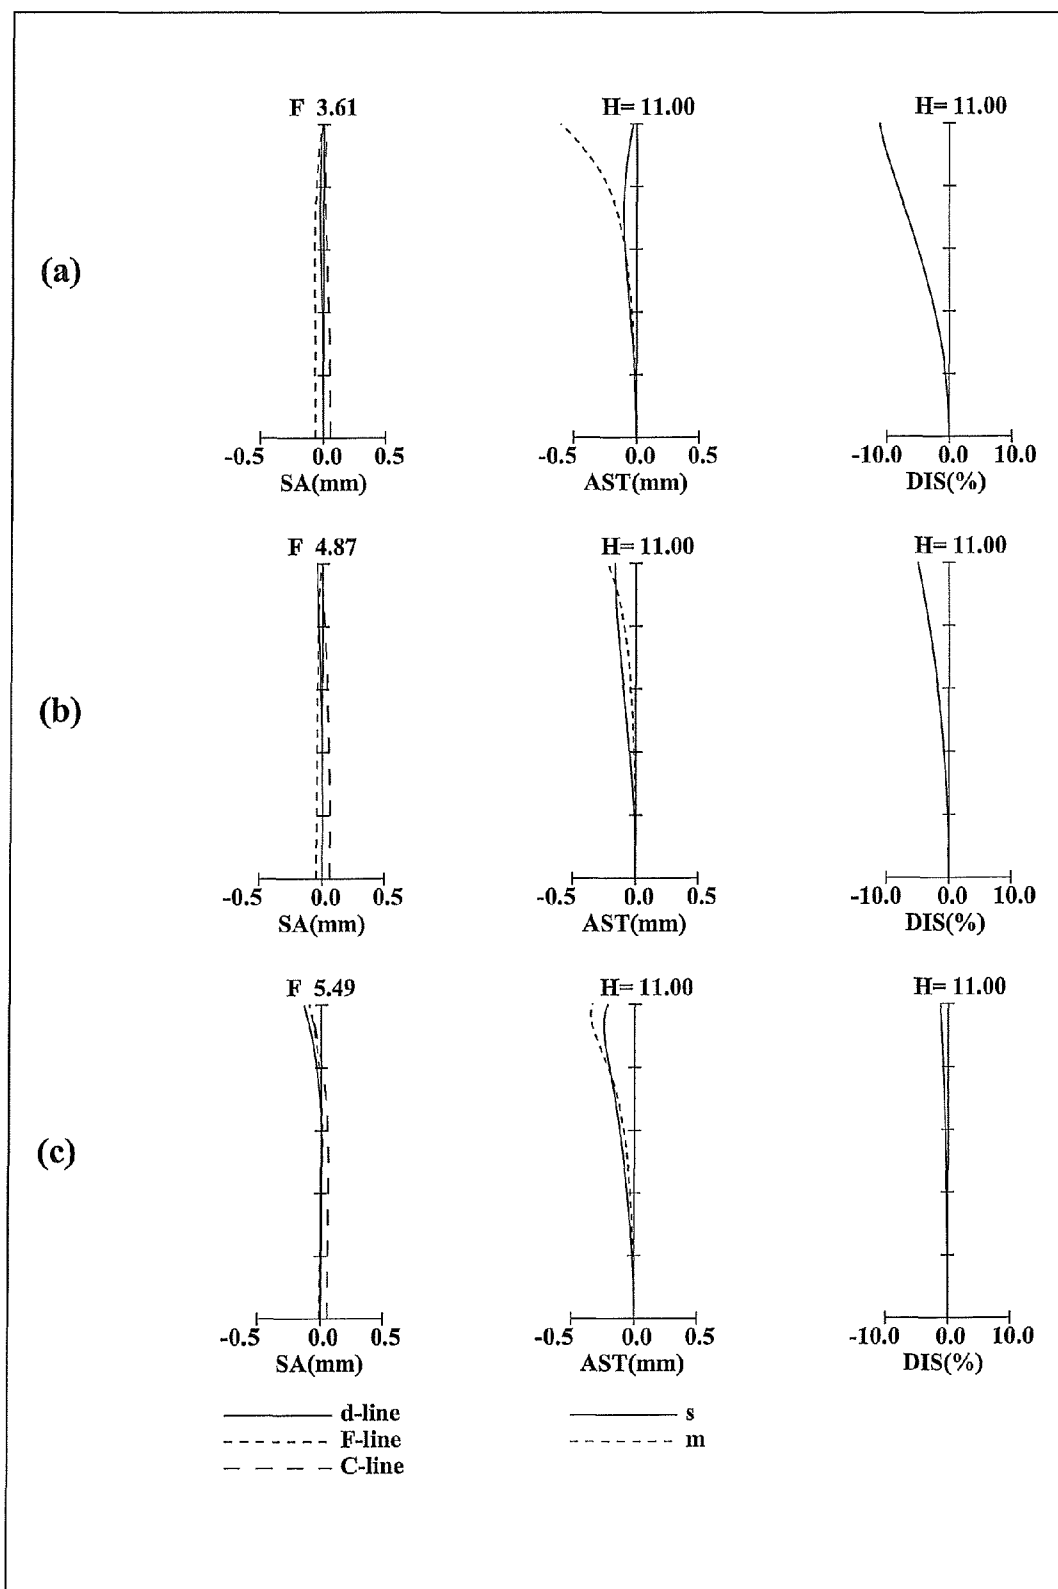 F 3.61 H= 11.00 H= 11.00
(a)
-0.5 0.0 0.5 -0.5 0.0 0.5 -10.0 0.0 10.0
SA(mm) AST(mm) DIS(%)
F 4.87 H= 11.00 H= 11.00
(b)
-0.5 0.0 0.5 -0.5 0.0 0.5 -10.0 0.0 10.0
SA(mm) AST(mm) DIS(%)
F 5.49 H= 11.00 H= 11.00
(c)
-0.5 0.0 0.5 -0.5 0.0 0.5 -10.0 0.0 10.0
SA(mm) AST(mm) DIS(%)
d-line s
F-line m
C-line